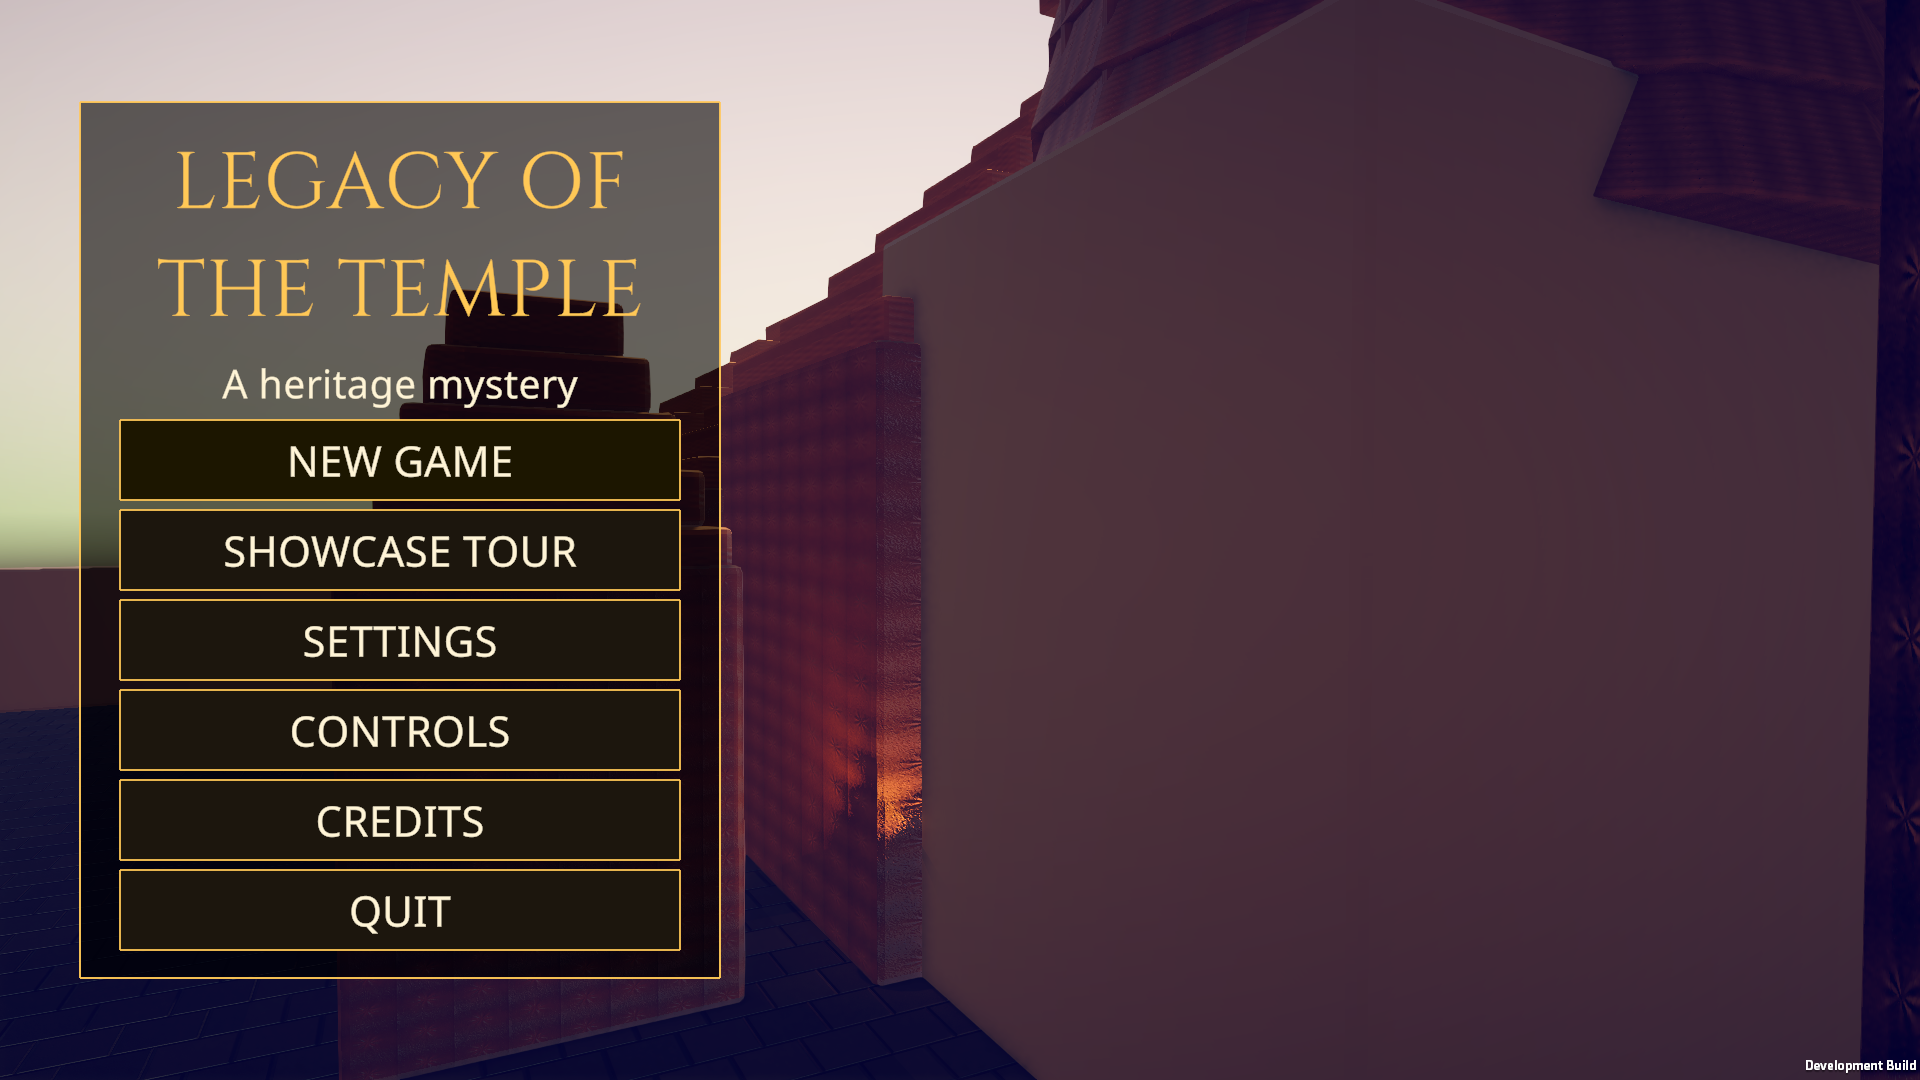 LEGACY OF
THE TEMPLE
A heritage mystery
NEW GAME
SHOWCASE TOUR
SETTINGS
CONTROLS
CREDITS
QUIT
Development Build